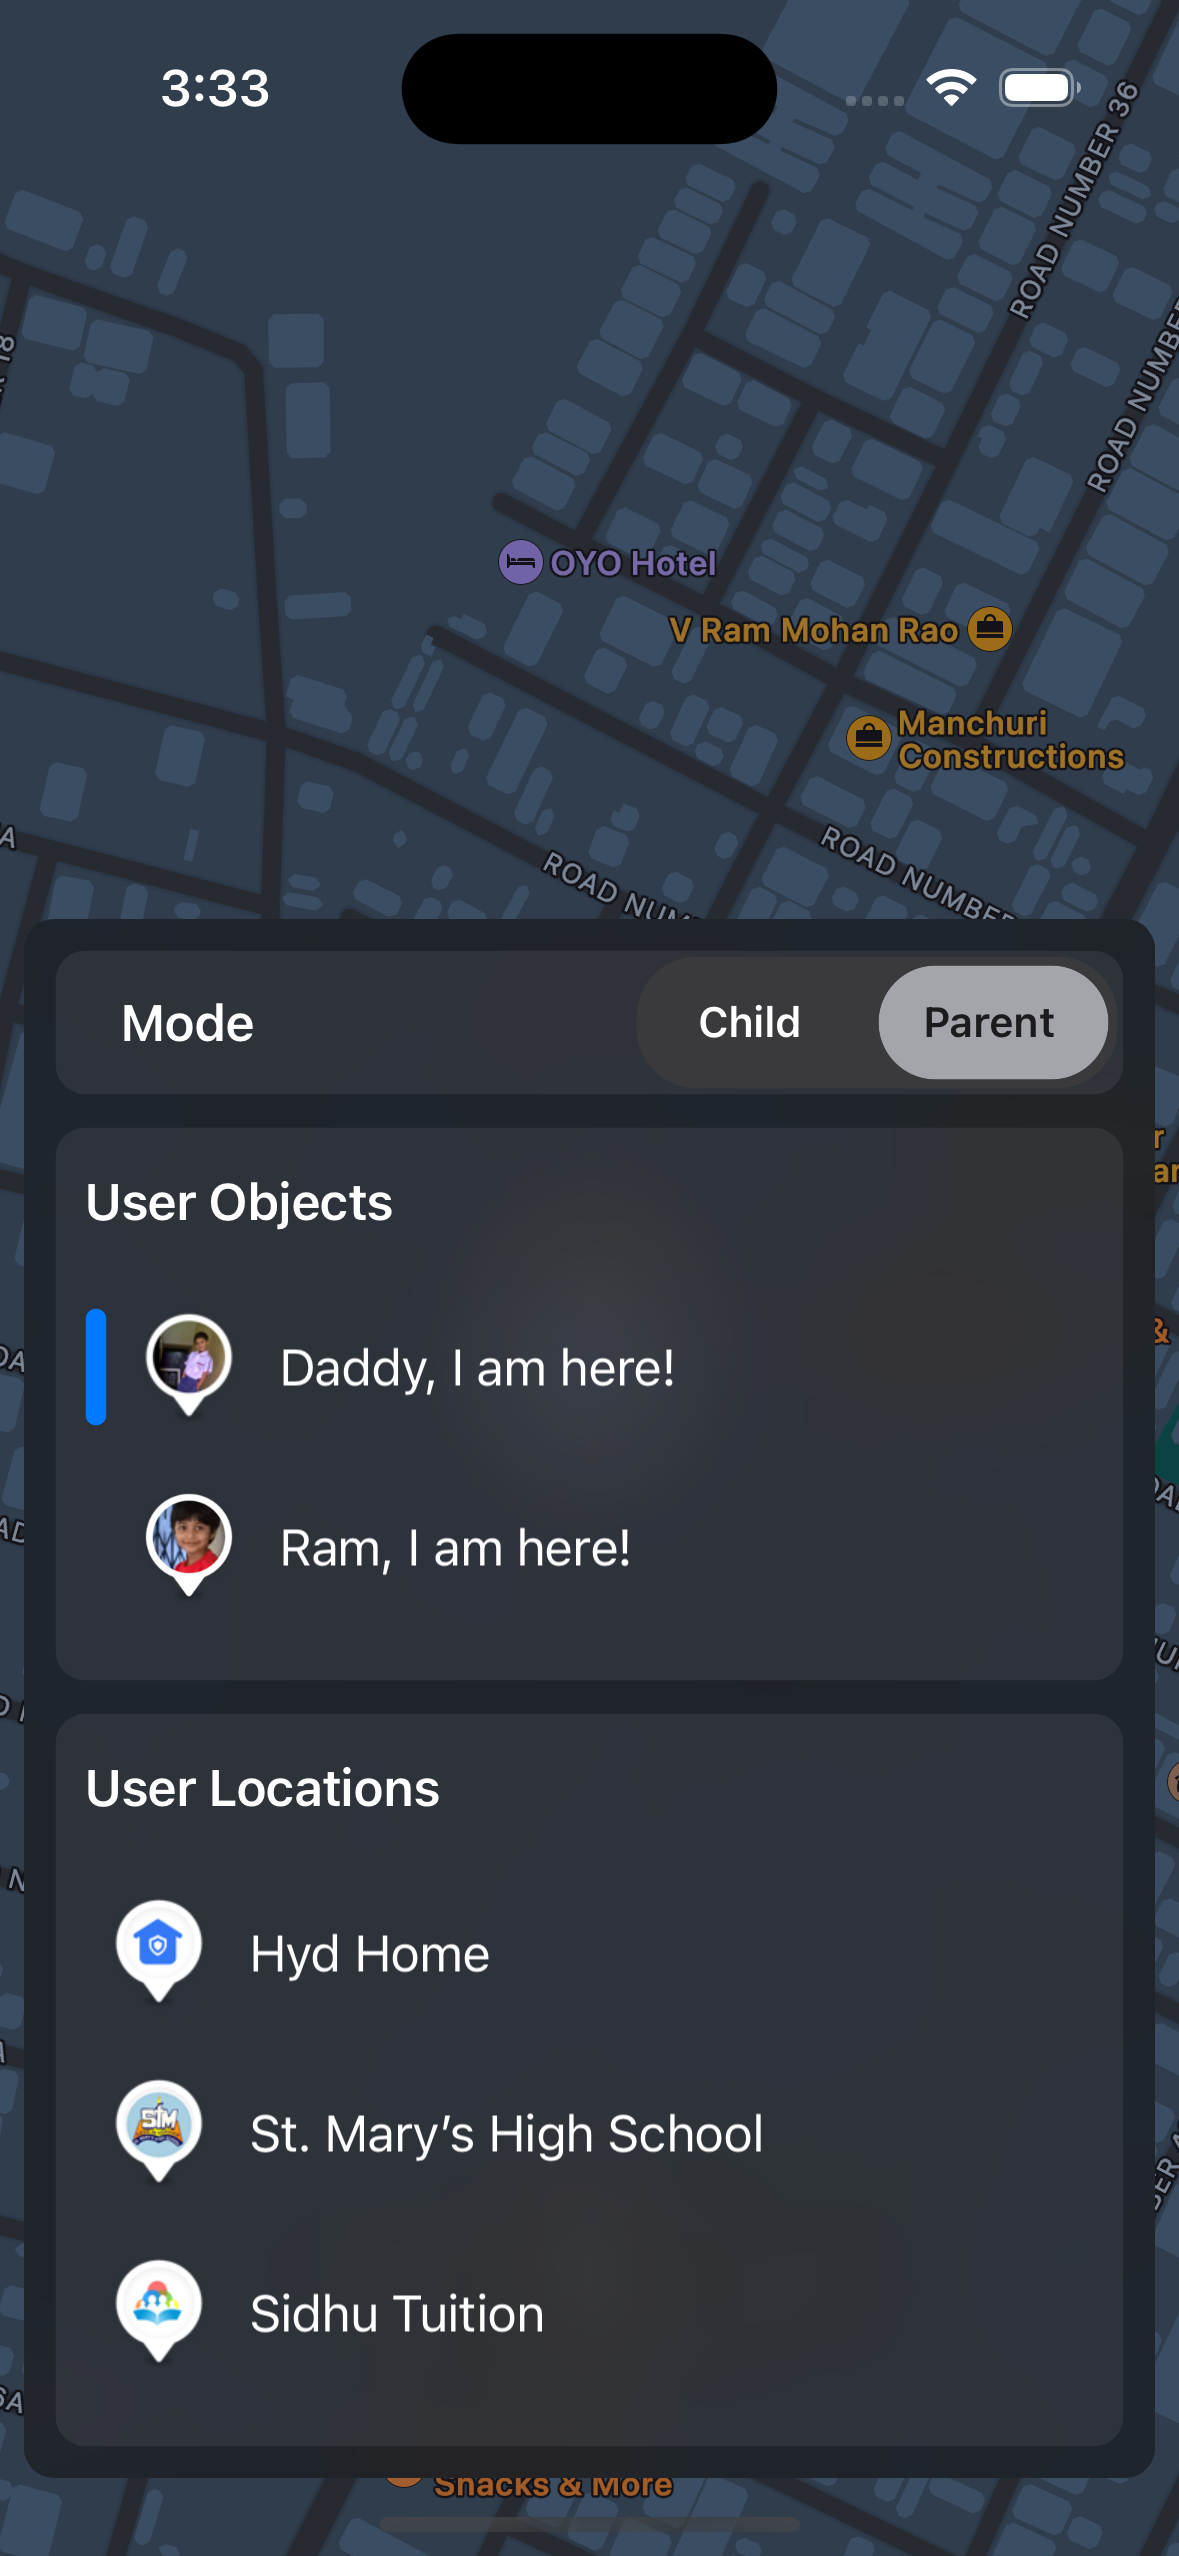 3:33
ROAD NUMBER 36
ROAD NUMBER
OYO Hotel
V Ram Mohan Rao
Manchuri
Constructions
ROAD NUMBER
Mode
Child
Parent
User Objects
Daddy, I am here!
Ram, I am here!
User Locations
Hyd Home
STM
St. Mary’s High School
Sidhu Tuition
Snacks & More